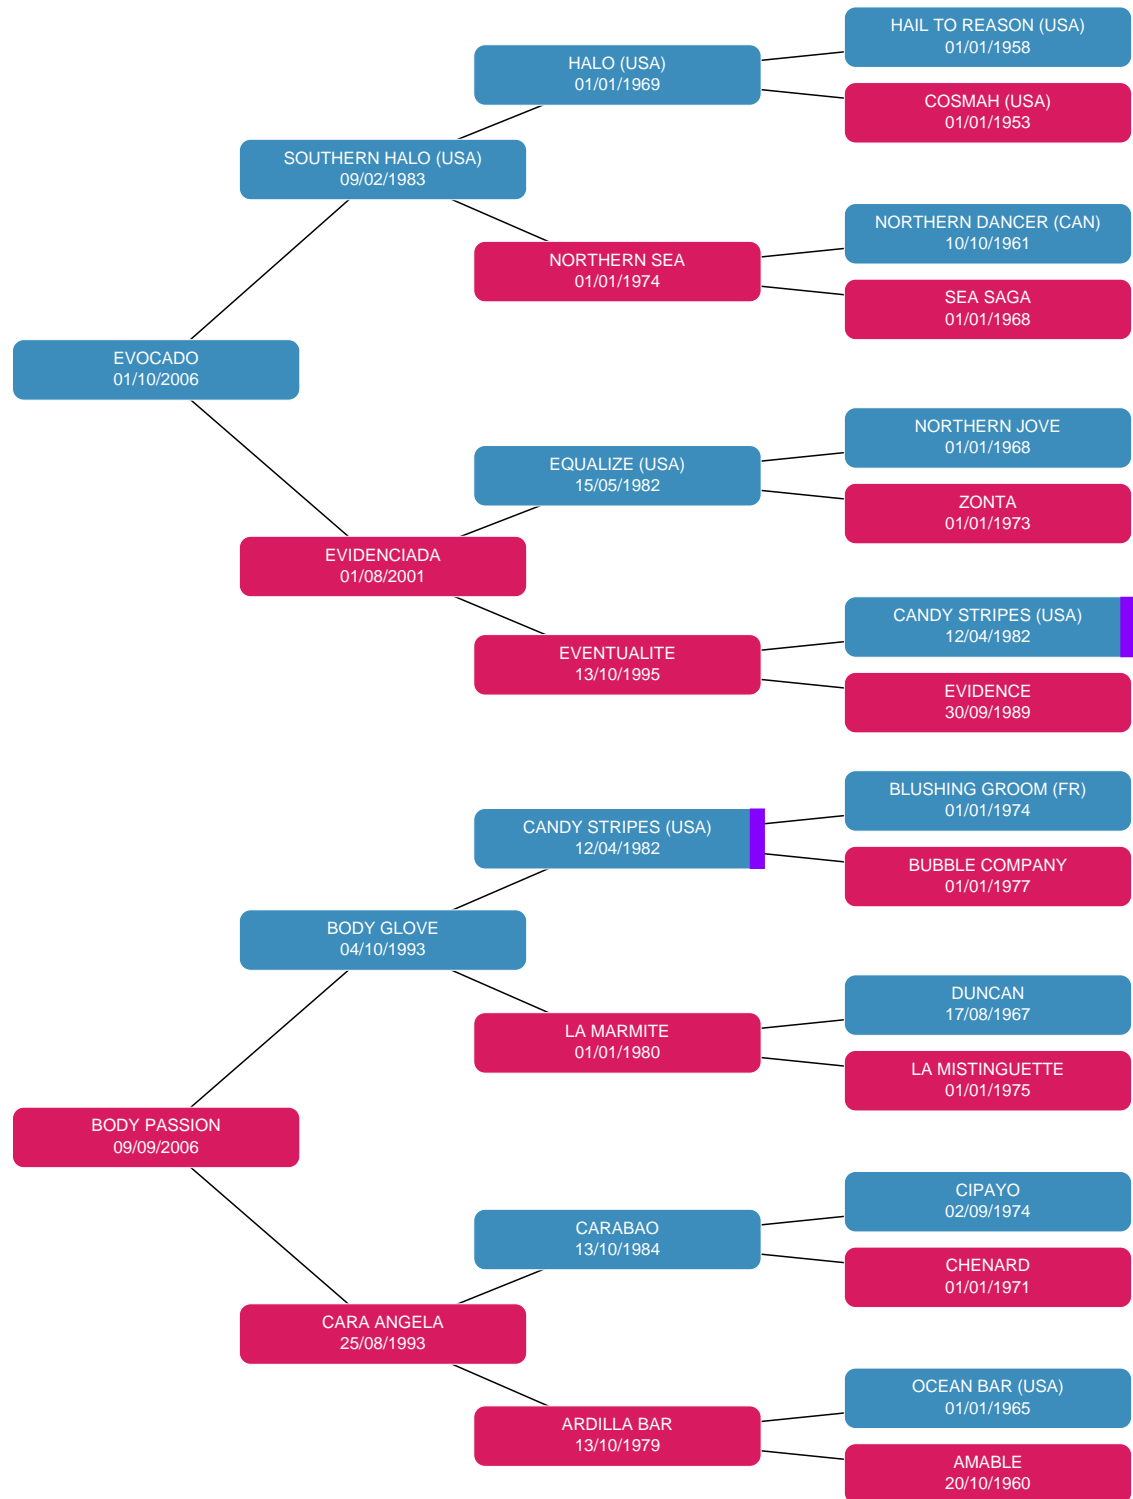 HAIL TO REASON (USA)
01/01/1958
HALO (USA)
01/01/1969
COSMAH (USA)
01/01/1953
SOUTHERN HALO (USA)
09/02/1983
NORTHERN DANCER (CAN)
10/10/1961
NORTHERN SEA
01/01/1974
SEA SAGA
01/01/1968
EVOCADO
01/10/2006
NORTHERN JOVE
01/01/1968
EQUALIZE (USA)
15/05/1982
ZONTA
01/01/1973
EVIDENCIADA
01/08/2001
CANDY STRIPES (USA)
12/04/1982
EVENTUALITE
13/10/1995
EVIDENCE
30/09/1989
BLUSHING GROOM (FR)
01/01/1974
CANDY STRIPES (USA)
12/04/1982
BUBBLE COMPANY
01/01/1977
BODY GLOVE
04/10/1993
DUNCAN
17/08/1967
LA MARMITE
01/01/1980
LA MISTINGUETTE
01/01/1975
BODY PASSION
09/09/2006
CIPAYO
02/09/1974
CARABAO
13/10/1984
CHENARD
01/01/1971
CARA ANGELA
25/08/1993
OCEAN BAR (USA)
01/01/1965
ARDILLA BAR
13/10/1979
AMABLE
20/10/1960